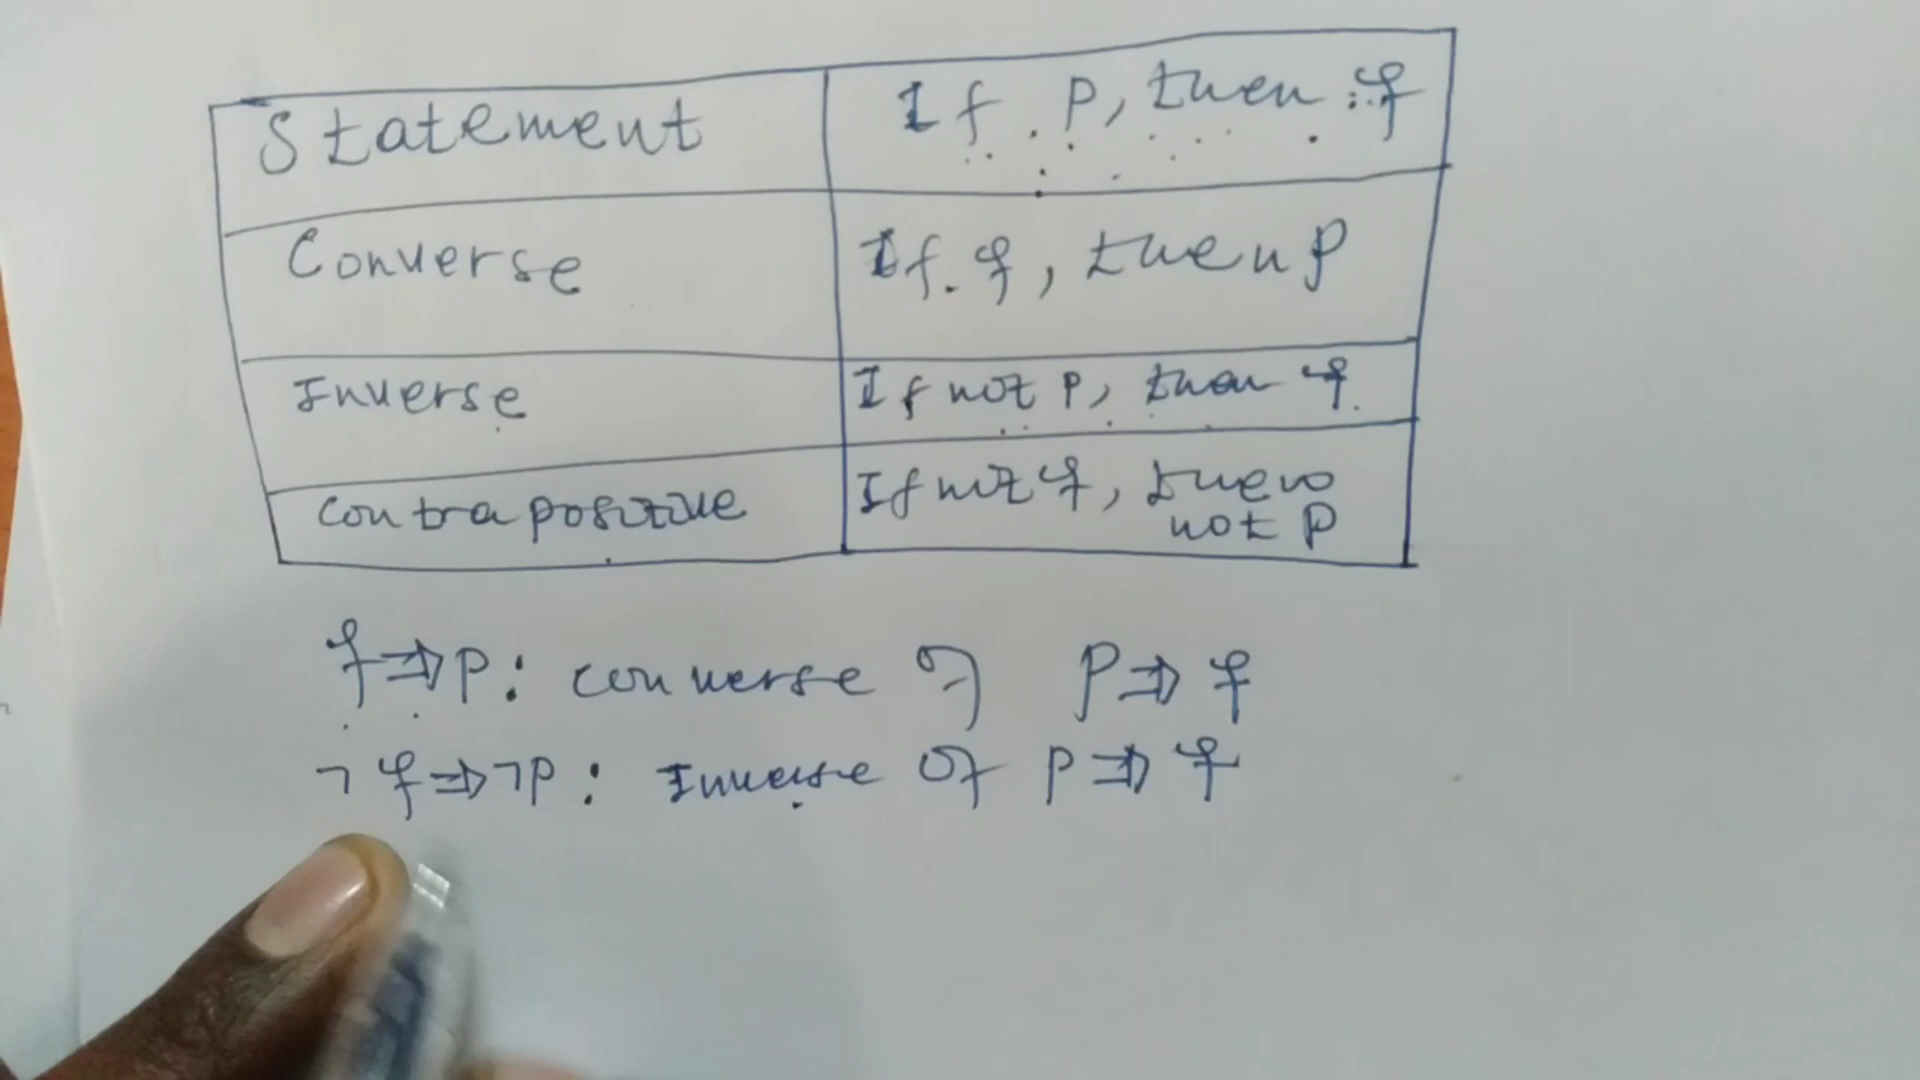 Statement If P, then q
Converse If q, then P
Inverse If not P, then q
Contrapositive If not q, then
not P
q ⇒ P : converse of P ⇒ q
¬q ⇒ ¬P : Inverse of P ⇒ q